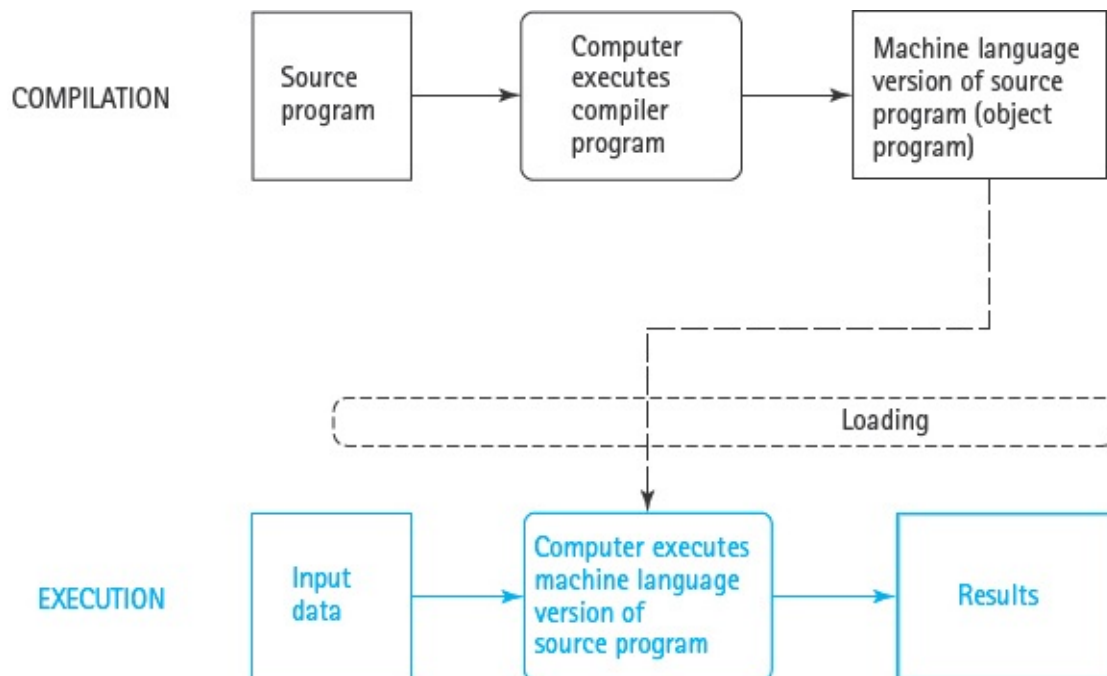 COMPILATION
Source
program
Computer
executes
compiler
program
Machine language
version of source
program (object
program)
Loading
EXECUTION
Input
data
Computer executes
machine language
version of
source program
Results